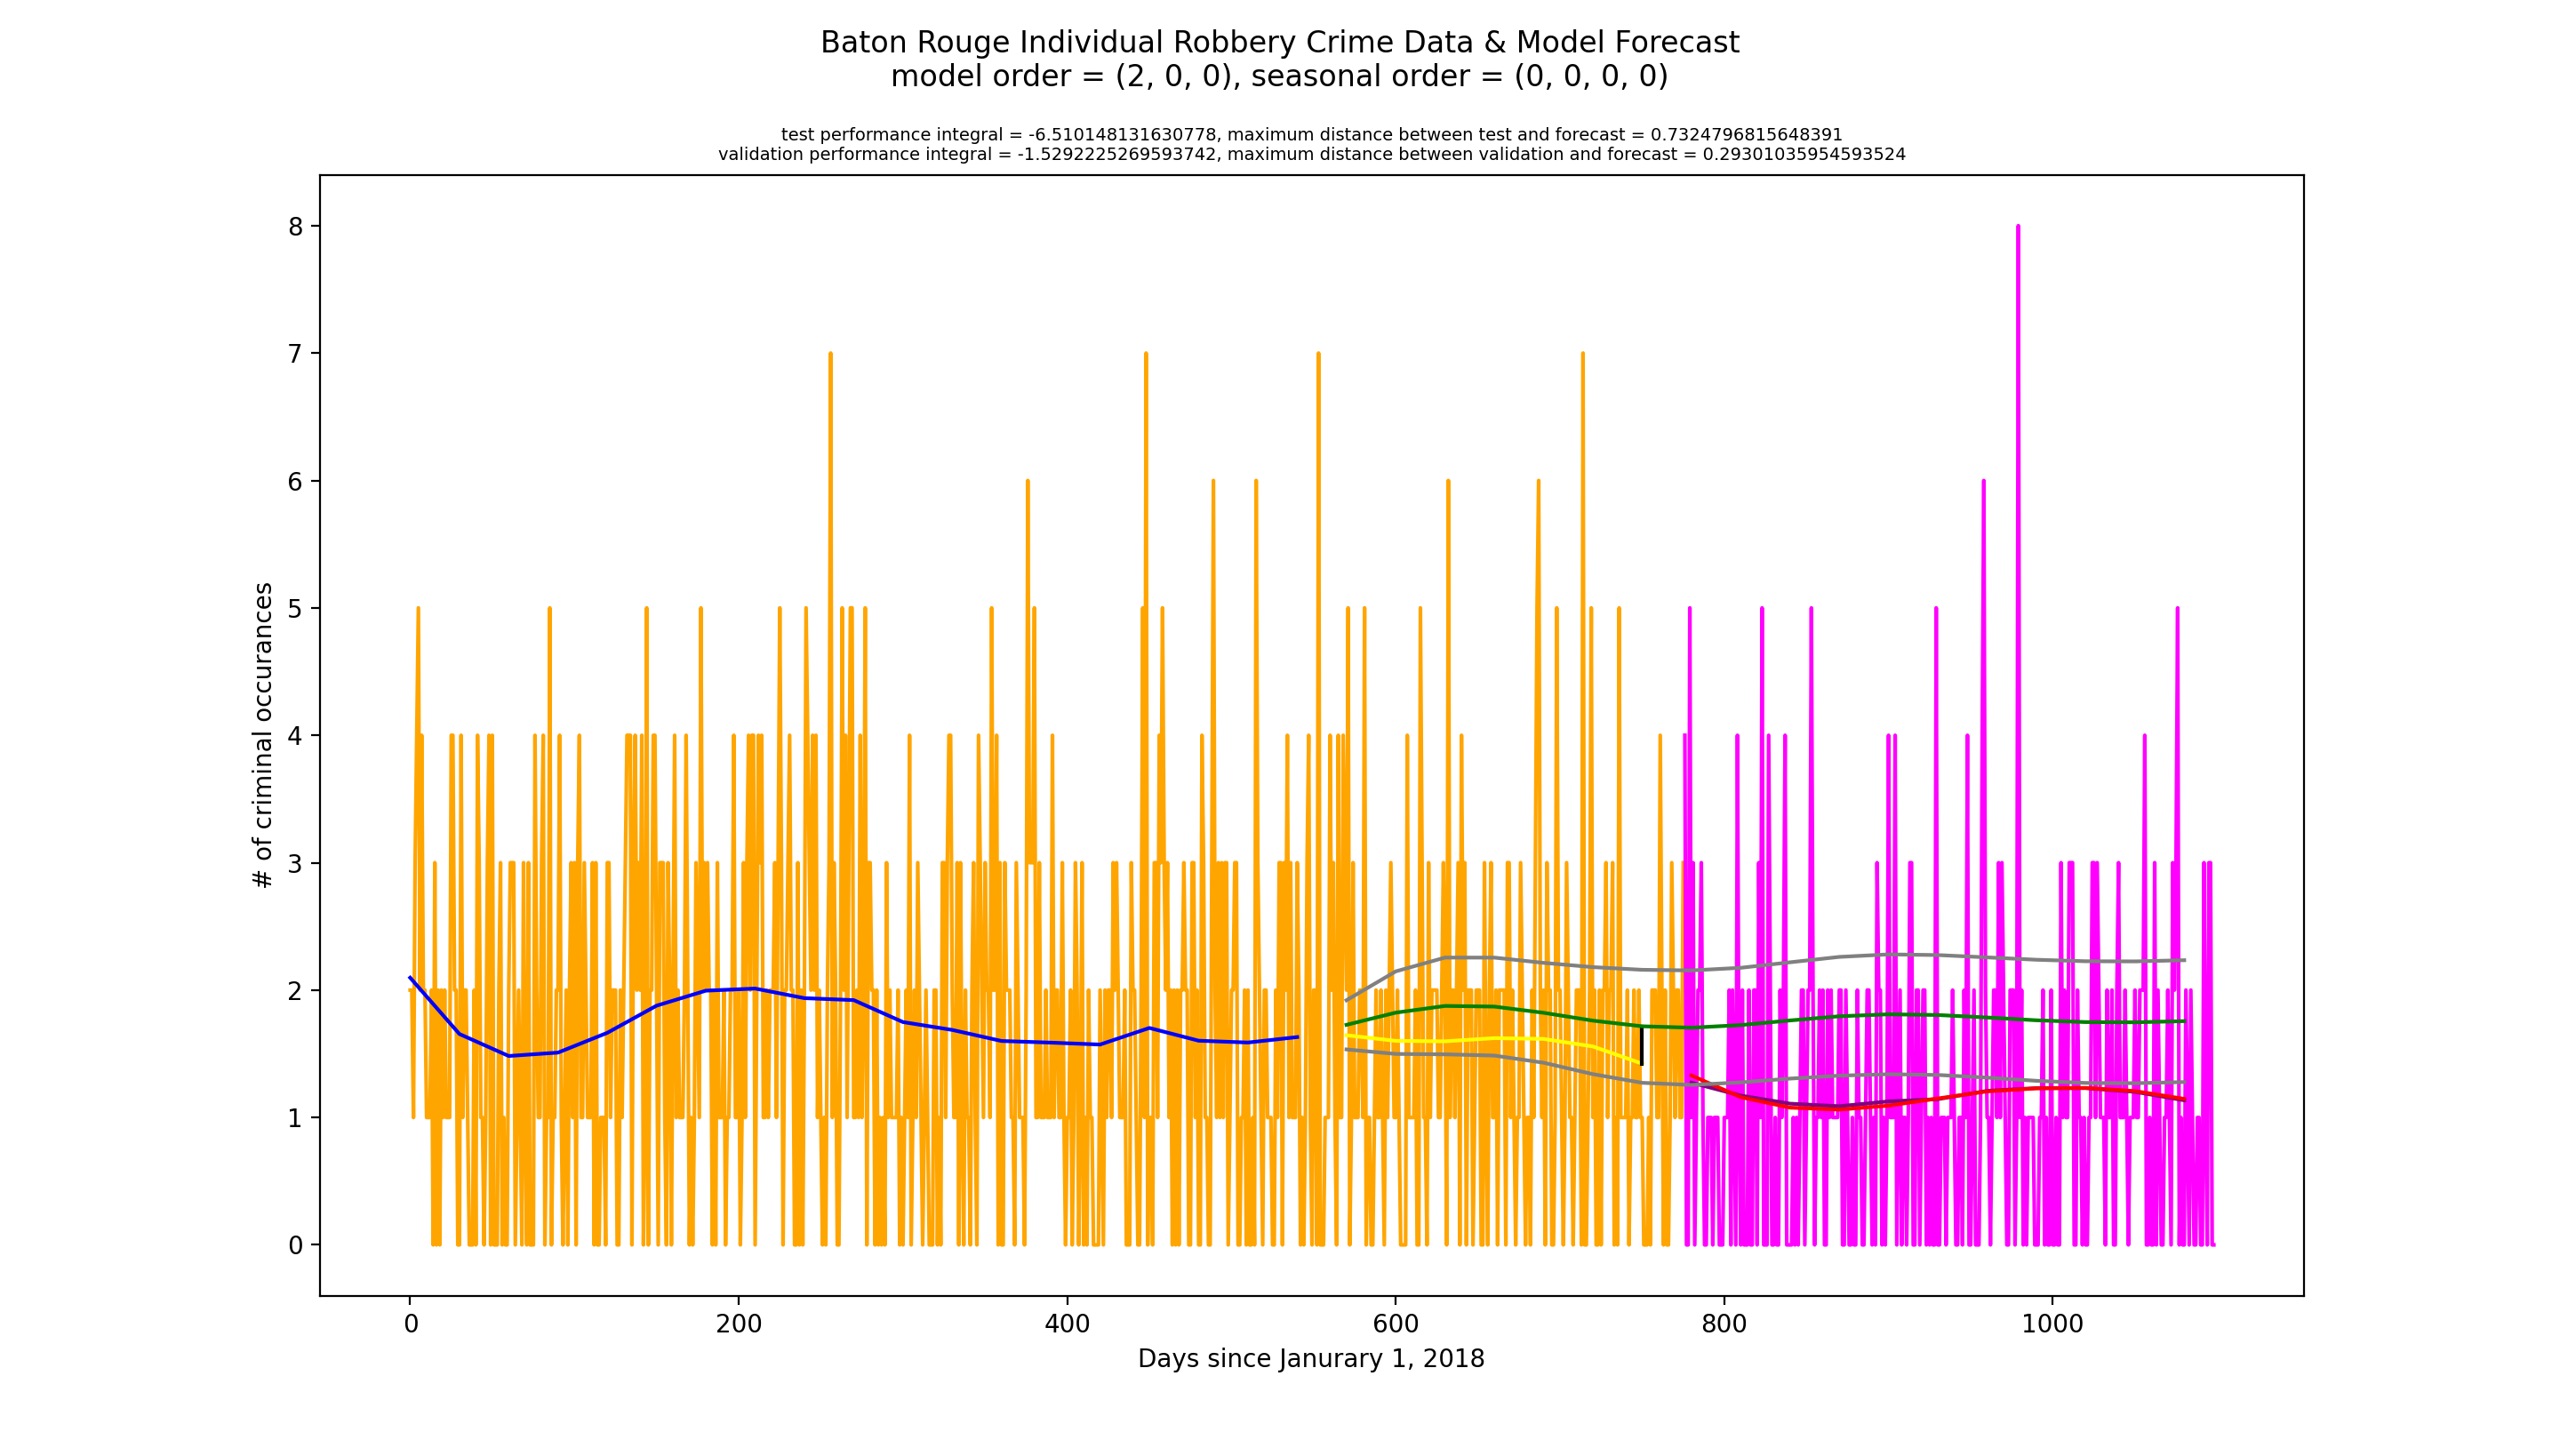 Baton Rouge Individual Robbery Crime Data & Model Forecast
model order = (2, 0, 0), seasonal order = (0, 0, 0, 0)
test performance integral = -6.510148131630778, maximum distance between test and forecast = 0.7324796815648391
validation performance integral = -1.5292225269593742, maximum distance between validation and forecast = 0.29301035954593524
8
7
6
5
4
3
2
1
0
# of criminal occurances
0 200 400 600 800 1000
Days since Janurary 1, 2018